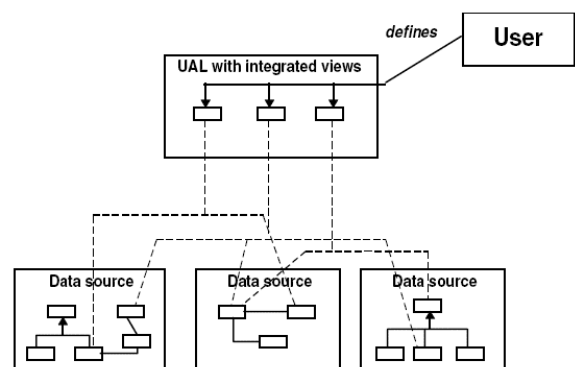 defines
User
UAL with integrated views
Data source
Data source
Data source